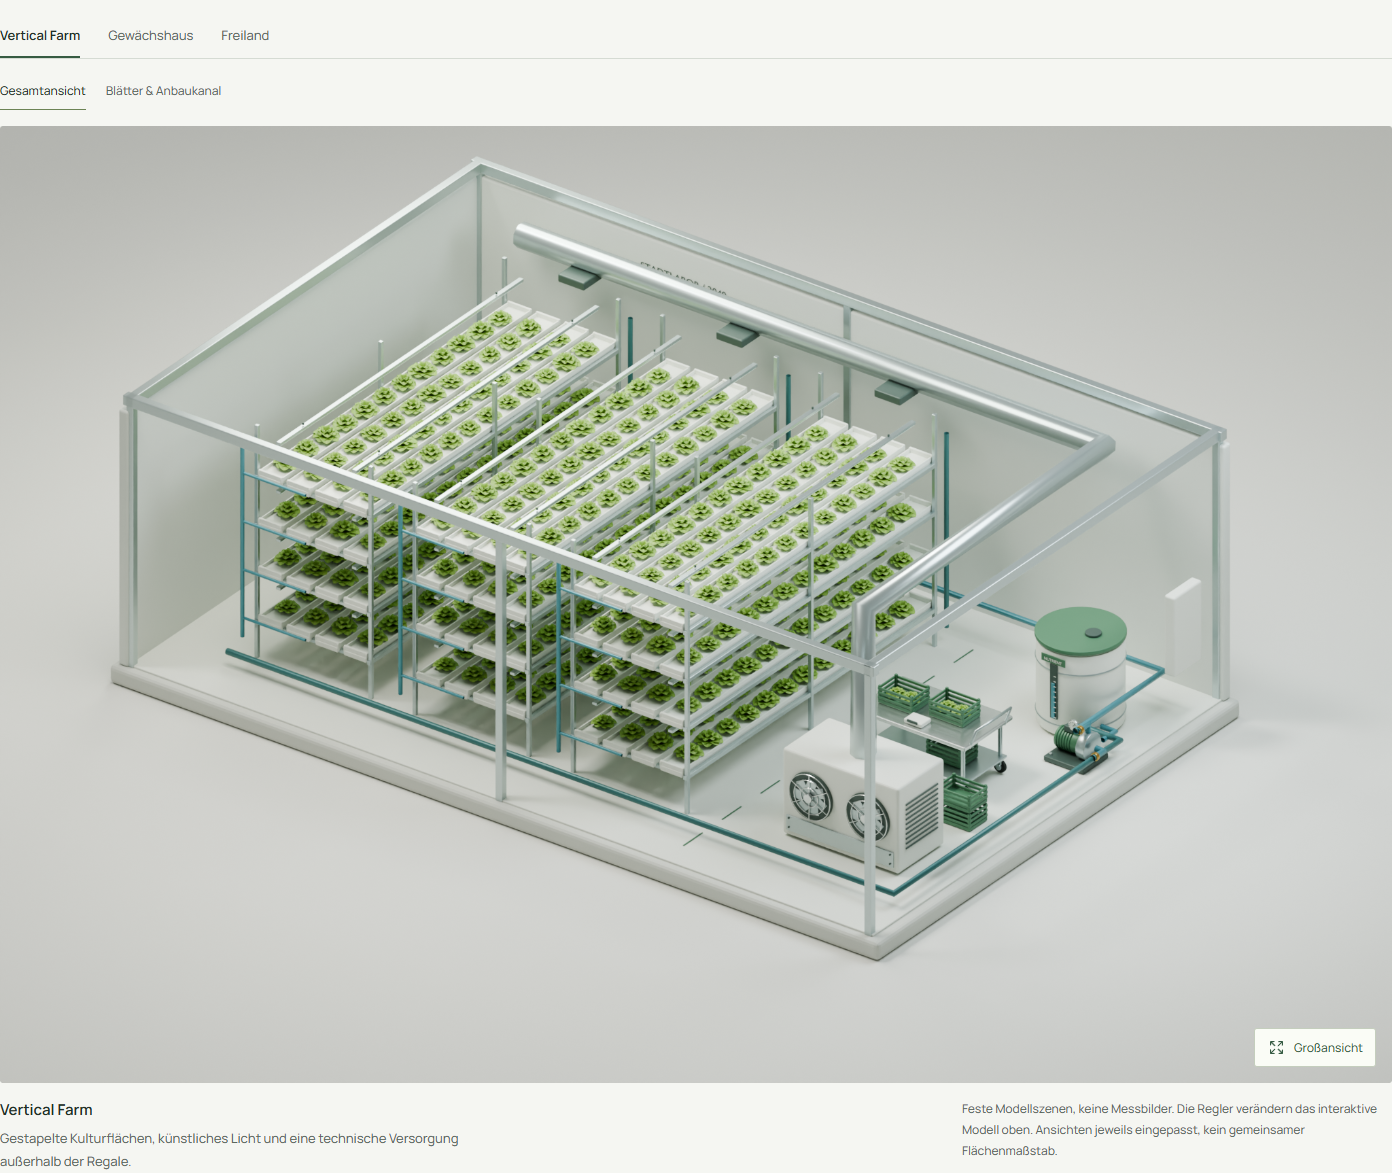 Vertical Farm
Gewächshaus
Freiland
Gesamtansicht
Blätter & Anbaukanal
Großansicht
Vertical Farm
Gestapelte Kulturflächen, künstliches Licht und eine technische Versorgung
außerhalb der Regale.
Feste Modellszenen, keine Messbilder. Die Regler verändern das interaktive
Modell oben. Ansichten jeweils eingepasst, kein gemeinsamer
Flächenmaßstab.